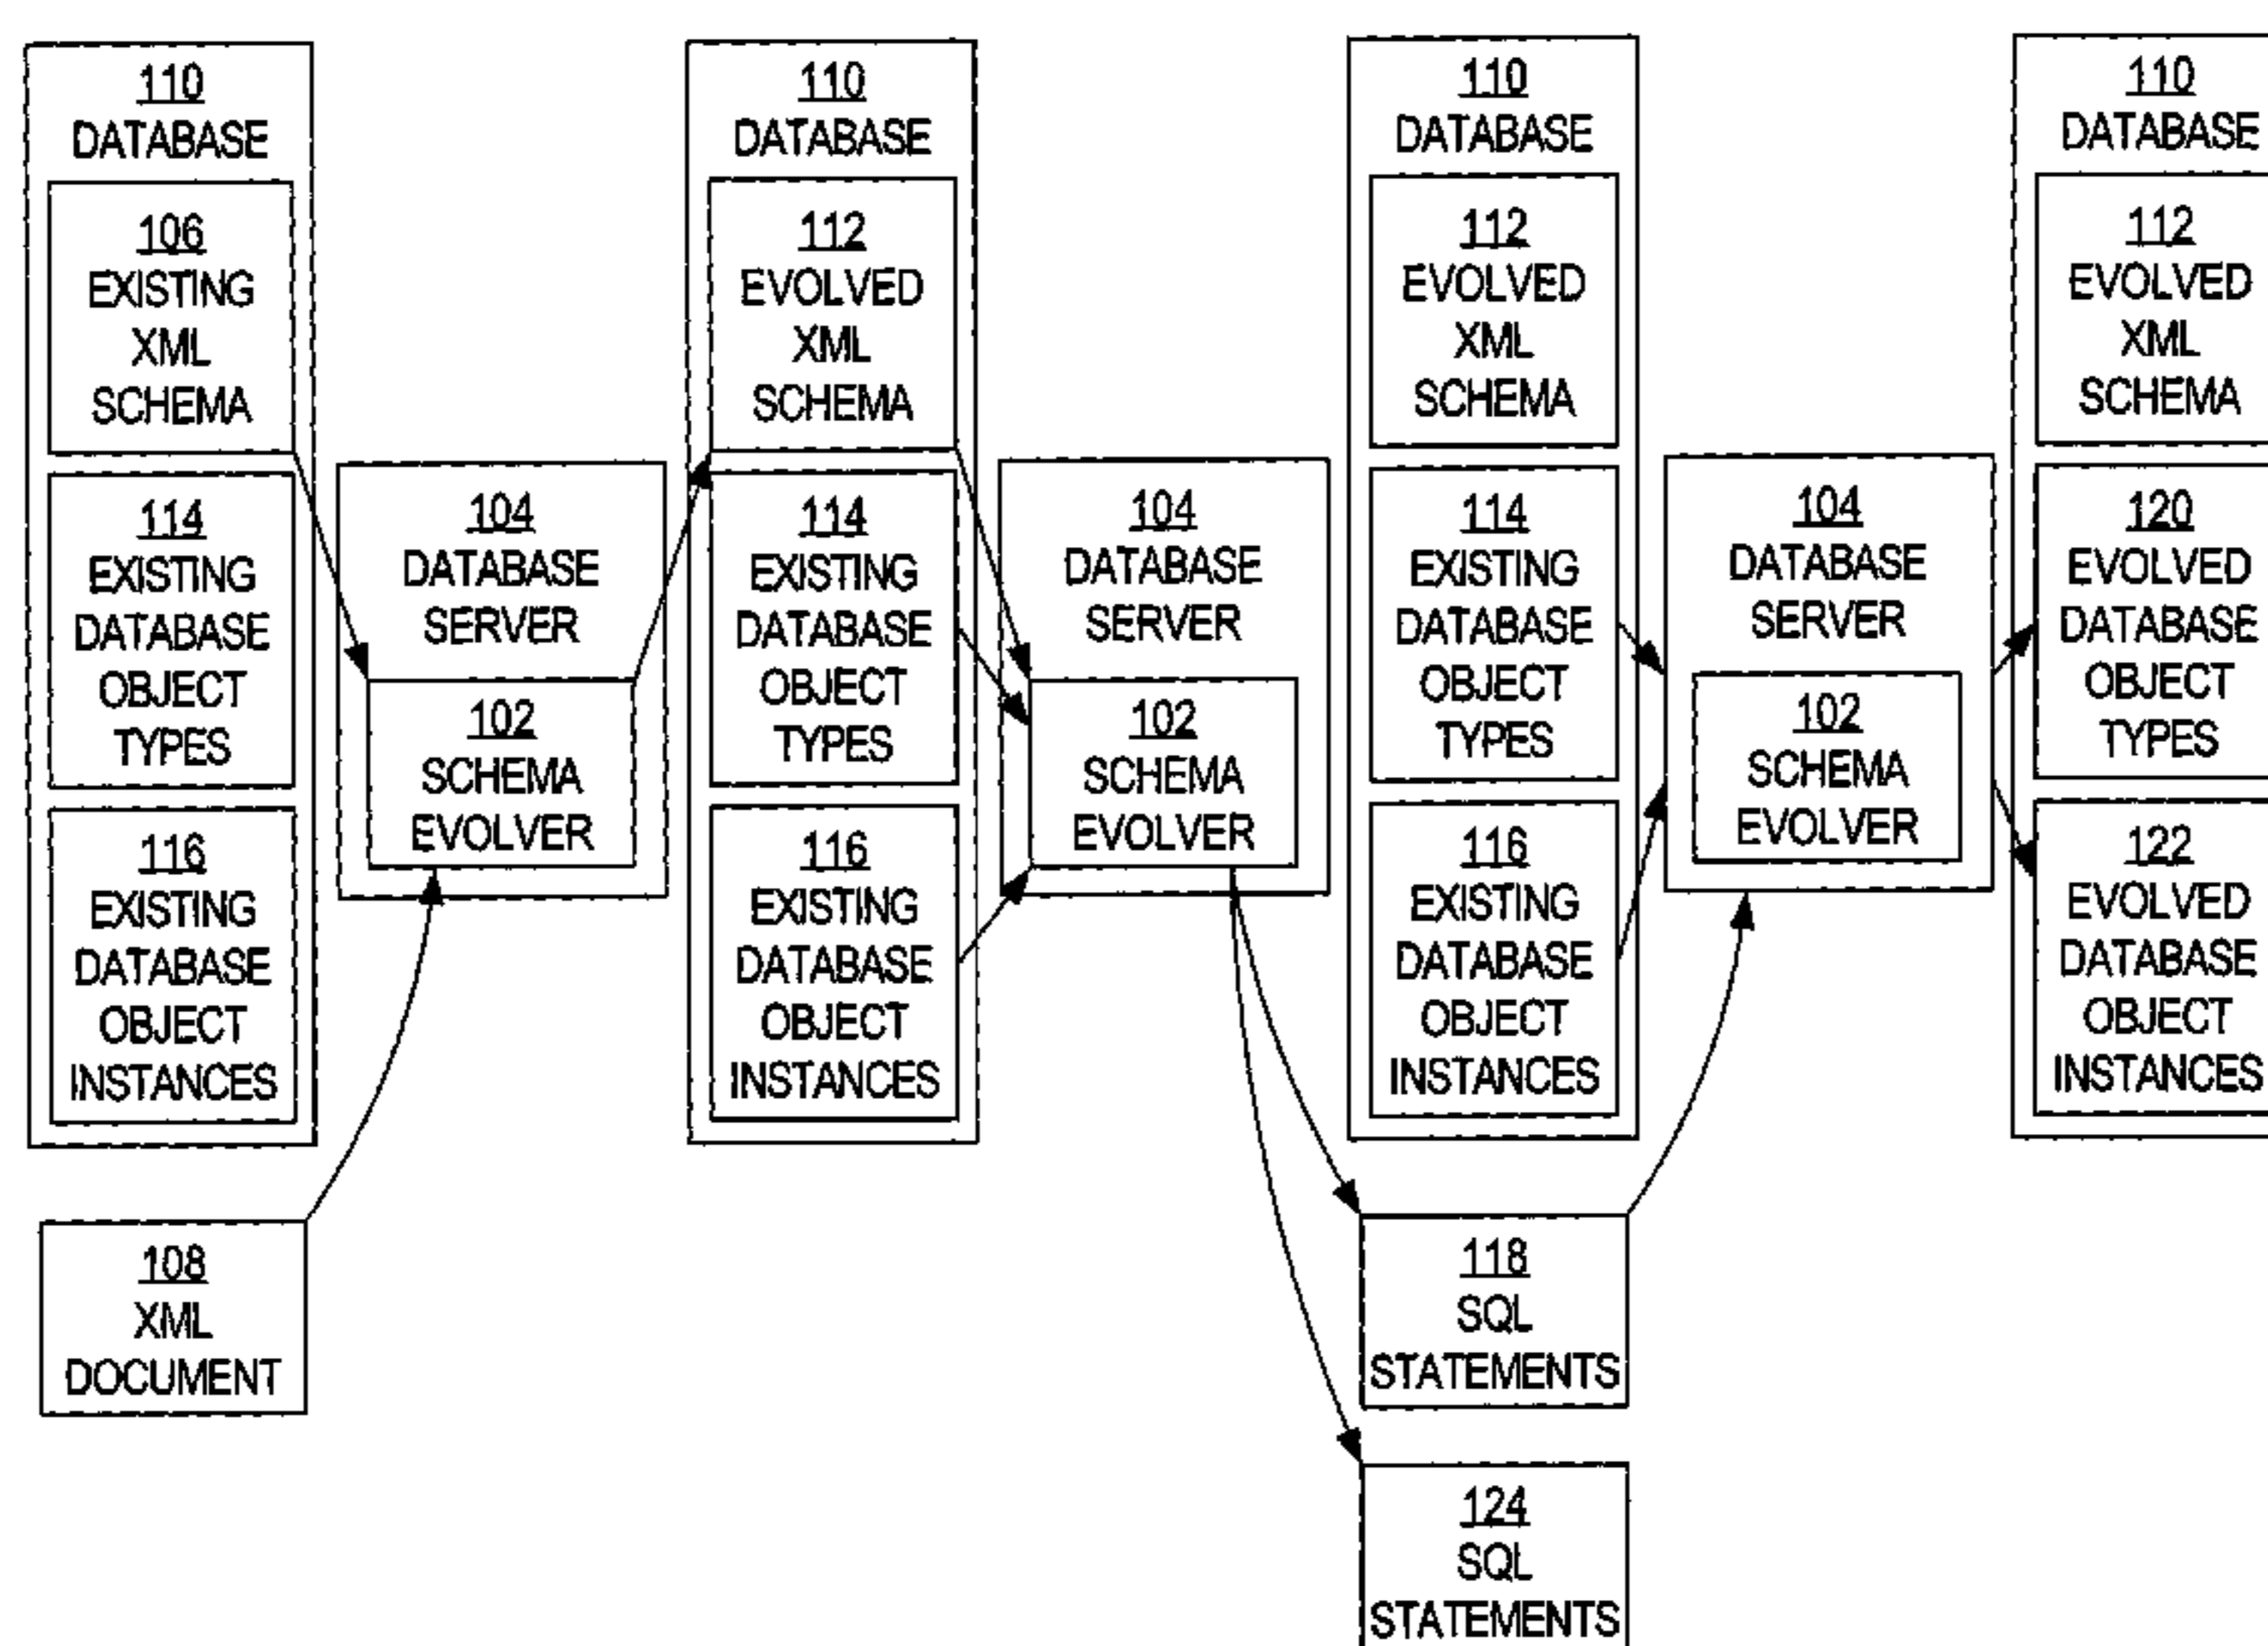 110
DATABASE
106
EXISTING
XML
SCHEMA
114
EXISTING
DATABASE
OBJECT
TYPES
116
EXISTING
DATABASE
OBJECT
INSTANCES
108
XML
DOCUMENT
104
DATABASE
SERVER
102
SCHEMA
EVOLVER
110
DATABASE
112
EVOLVED
XML
SCHEMA
114
EXISTING
DATABASE
OBJECT
TYPES
116
EXISTING
DATABASE
OBJECT
INSTANCES
104
DATABASE
SERVER
102
SCHEMA
EVOLVER
110
DATABASE
112
EVOLVED
XML
SCHEMA
114
EXISTING
DATABASE
OBJECT
TYPES
116
EXISTING
DATABASE
OBJECT
INSTANCES
118
SQL
STATEMENTS
124
SQL
STATEMENTS
104
DATABASE
SERVER
102
SCHEMA
EVOLVER
110
DATABASE
112
EVOLVED
XML
SCHEMA
120
EVOLVED
DATABASE
OBJECT
TYPES
122
EVOLVED
DATABASE
OBJECT
INSTANCES